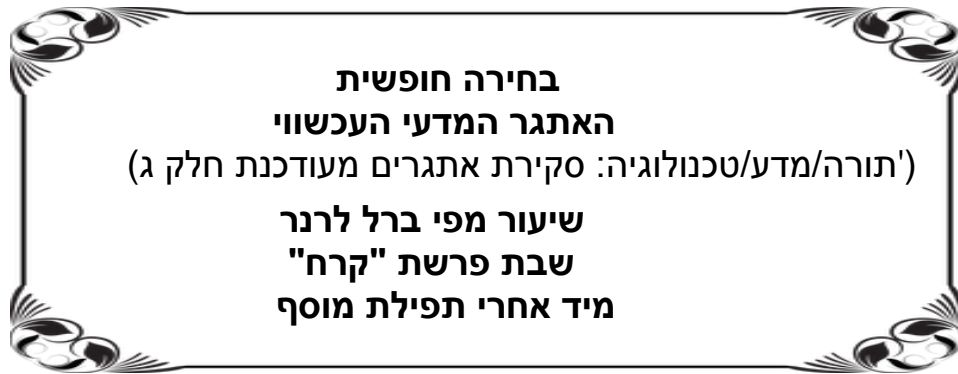 בחירה חופשית
האתגר המדעי העכשווי
(תורה/מדע/טכנולוגיה: סקירת אתגרים מעודכנת חלק ג')
שיעור מפי ברל לרנר
שבת פרשת "קרח"
מיד אחרי תפילת מוסף